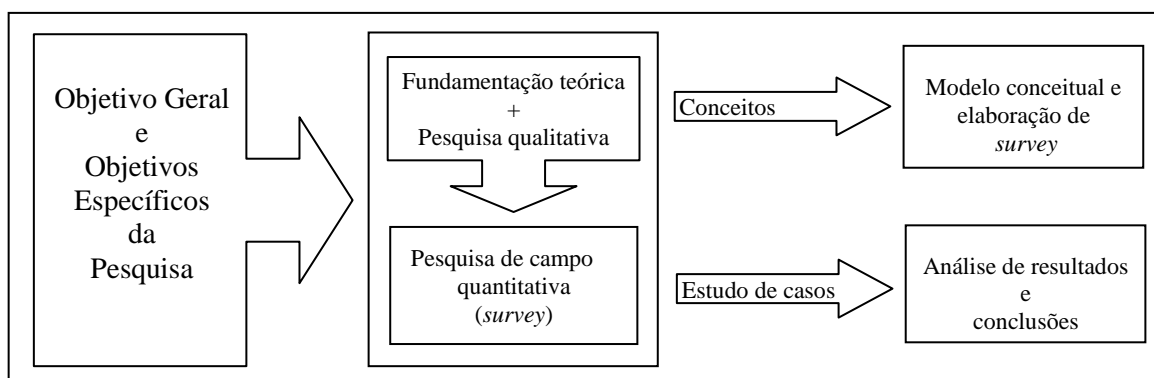 Objetivo Geral
e
Objetivos
Específicos
da
Pesquisa
Fundamentação teórica
+
Pesquisa qualitativa
Pesquisa de campo
quantitativa
(survey)
Conceitos
Modelo conceitual e
elaboração de
survey
Estudo de casos
Análise de resultados
e
conclusões